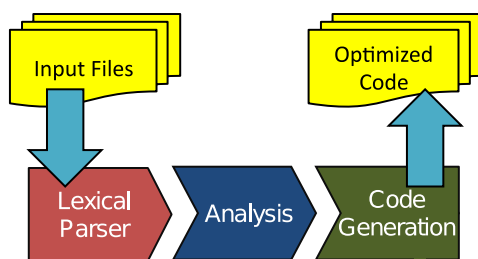 Input Files
Optimized
Code
Lexical
Parser
Analysis
Code
Generation